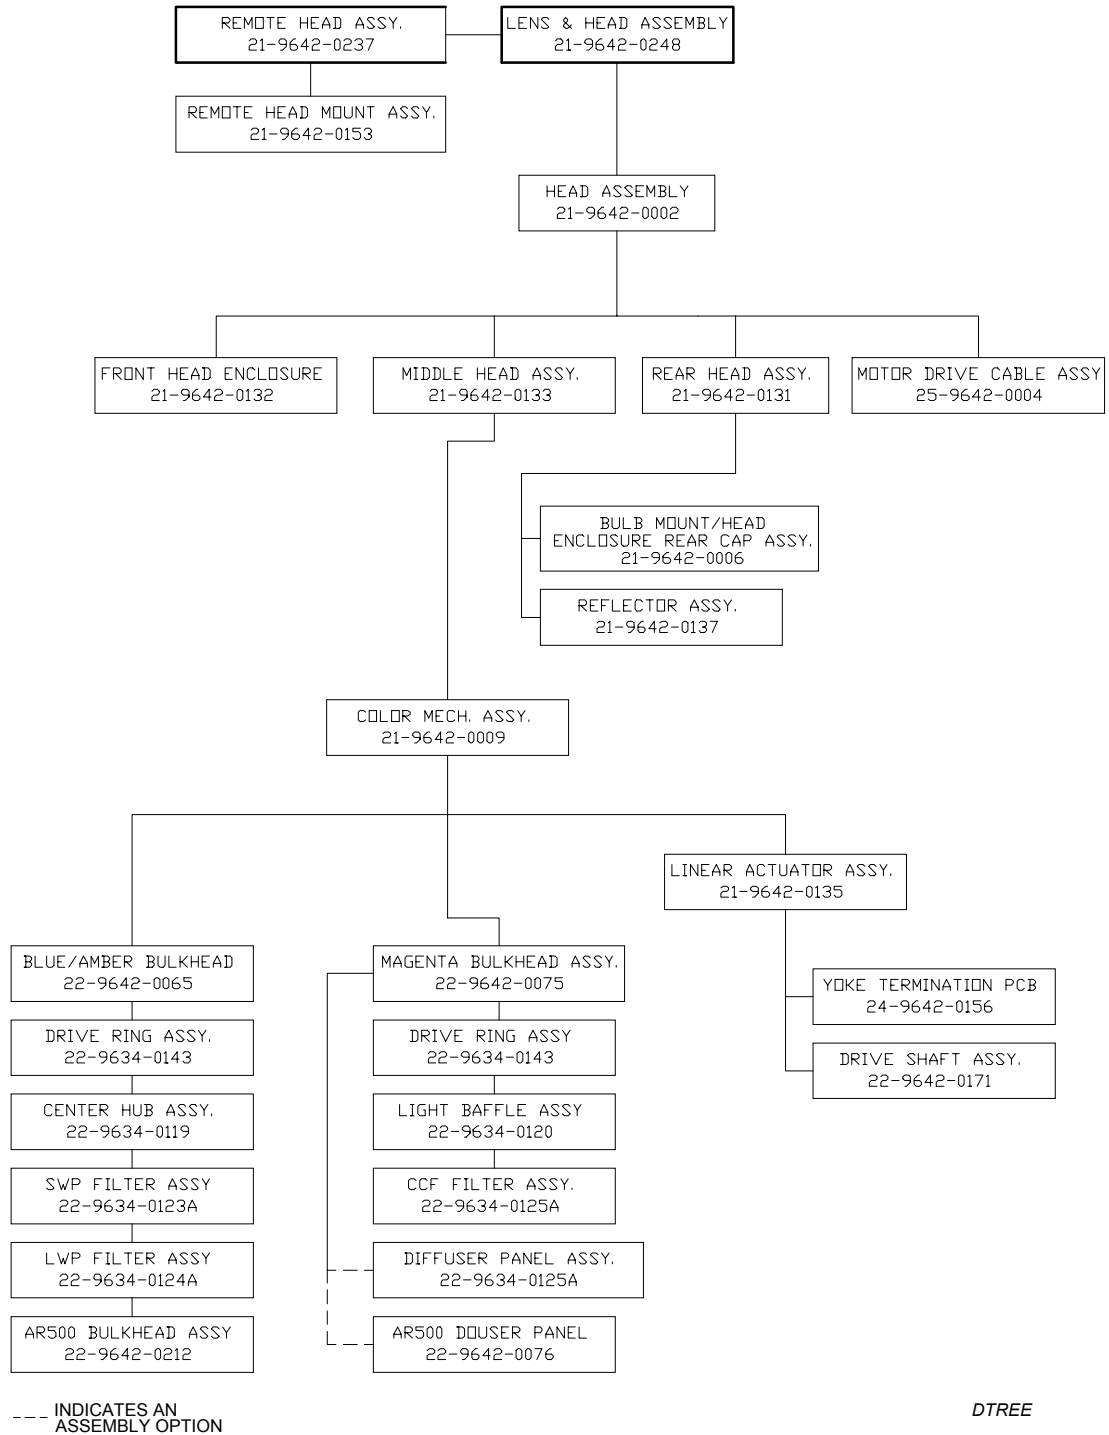 REMOTE HEAD ASSY.
21-9642-0237
LENS & HEAD ASSEMBLY
21-9642-0248
REMOTE HEAD MOUNT ASSY.
21-9642-0153
HEAD ASSEMBLY
21-9642-0002
FRONT HEAD ENCLOSURE
21-9642-0132
MIDDLE HEAD ASSY.
21-9642-0133
REAR HEAD ASSY.
21-9642-0131
MOTOR DRIVE CABLE ASSY
25-9642-0004
BULB MOUNT/HEAD
ENCLOSURE REAR CAP ASSY.
21-9642-0006
REFLECTOR ASSY.
21-9642-0137
COLOR MECH. ASSY.
21-9642-0009
LINEAR ACTUATOR ASSY.
21-9642-0135
YOKE TERMINATION PCB
24-9642-0156
DRIVE SHAFT ASSY.
22-9642-0171
BLUE/AMBER BULKHEAD
22-9642-0065
DRIVE RING ASSY.
22-9634-0143
CENTER HUB ASSY.
22-9634-0119
SWP FILTER ASSY
22-9634-0123A
LWP FILTER ASSY
22-9634-0124A
AR500 BULKHEAD ASSY
22-9642-0212
MAGENTA BULKHEAD ASSY.
22-9642-0075
DRIVE RING ASSY
22-9634-0143
LIGHT BAFFLE ASSY
22-9634-0120
CCF FILTER ASSY.
22-9634-0125A
DIFFUSER PANEL ASSY.
22-9634-0125A
AR500 DOUSER PANEL
22-9642-0076
INDICATES AN
ASSEMBLY OPTION
DTREE